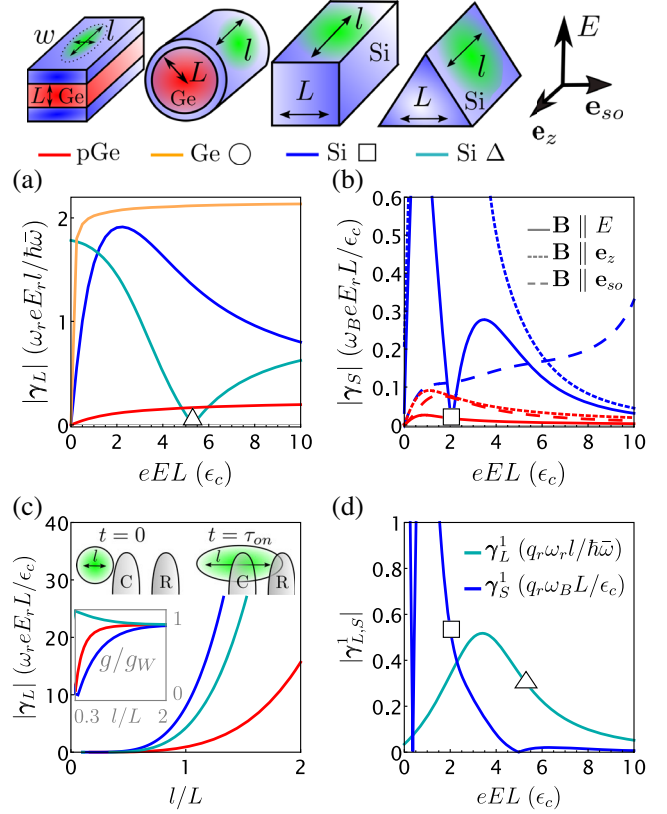 w l L Ge
l L Ge
l Si L
l Si L
E e_so e_z
pGe Ge ○ Si □ Si Δ
(a)
|γ_L| (ω_r eE_r l/ℏω̄)
2
1
0
0 2 4 6 8 10
eEL (ϵ_c)
(b)
|γ_S| (ω_B eE_r L/ϵ_c)
0.6
0.5
0.4
0.3
0.2
0.1
0
B ∥ E
B ∥ e_z
B ∥ e_so
0 2 4 6 8 10
eEL (ϵ_c)
(c)
|γ_L| (ω_r eE_r L/ϵ_c)
40
30
20
10
0
t = 0 t = τ_on
l C R l C R
g/g_W
1
0
0.3 l/L 2
0 1 2
l/L
(d)
|γ^1_{L,S}|
1
0.8
0.6
0.4
0.2
0
γ^1_L (q_r ω_r l/ℏω̄)
γ^1_S (q_r ω_B L/ϵ_c)
0 2 4 6 8 10
eEL (ϵ_c)